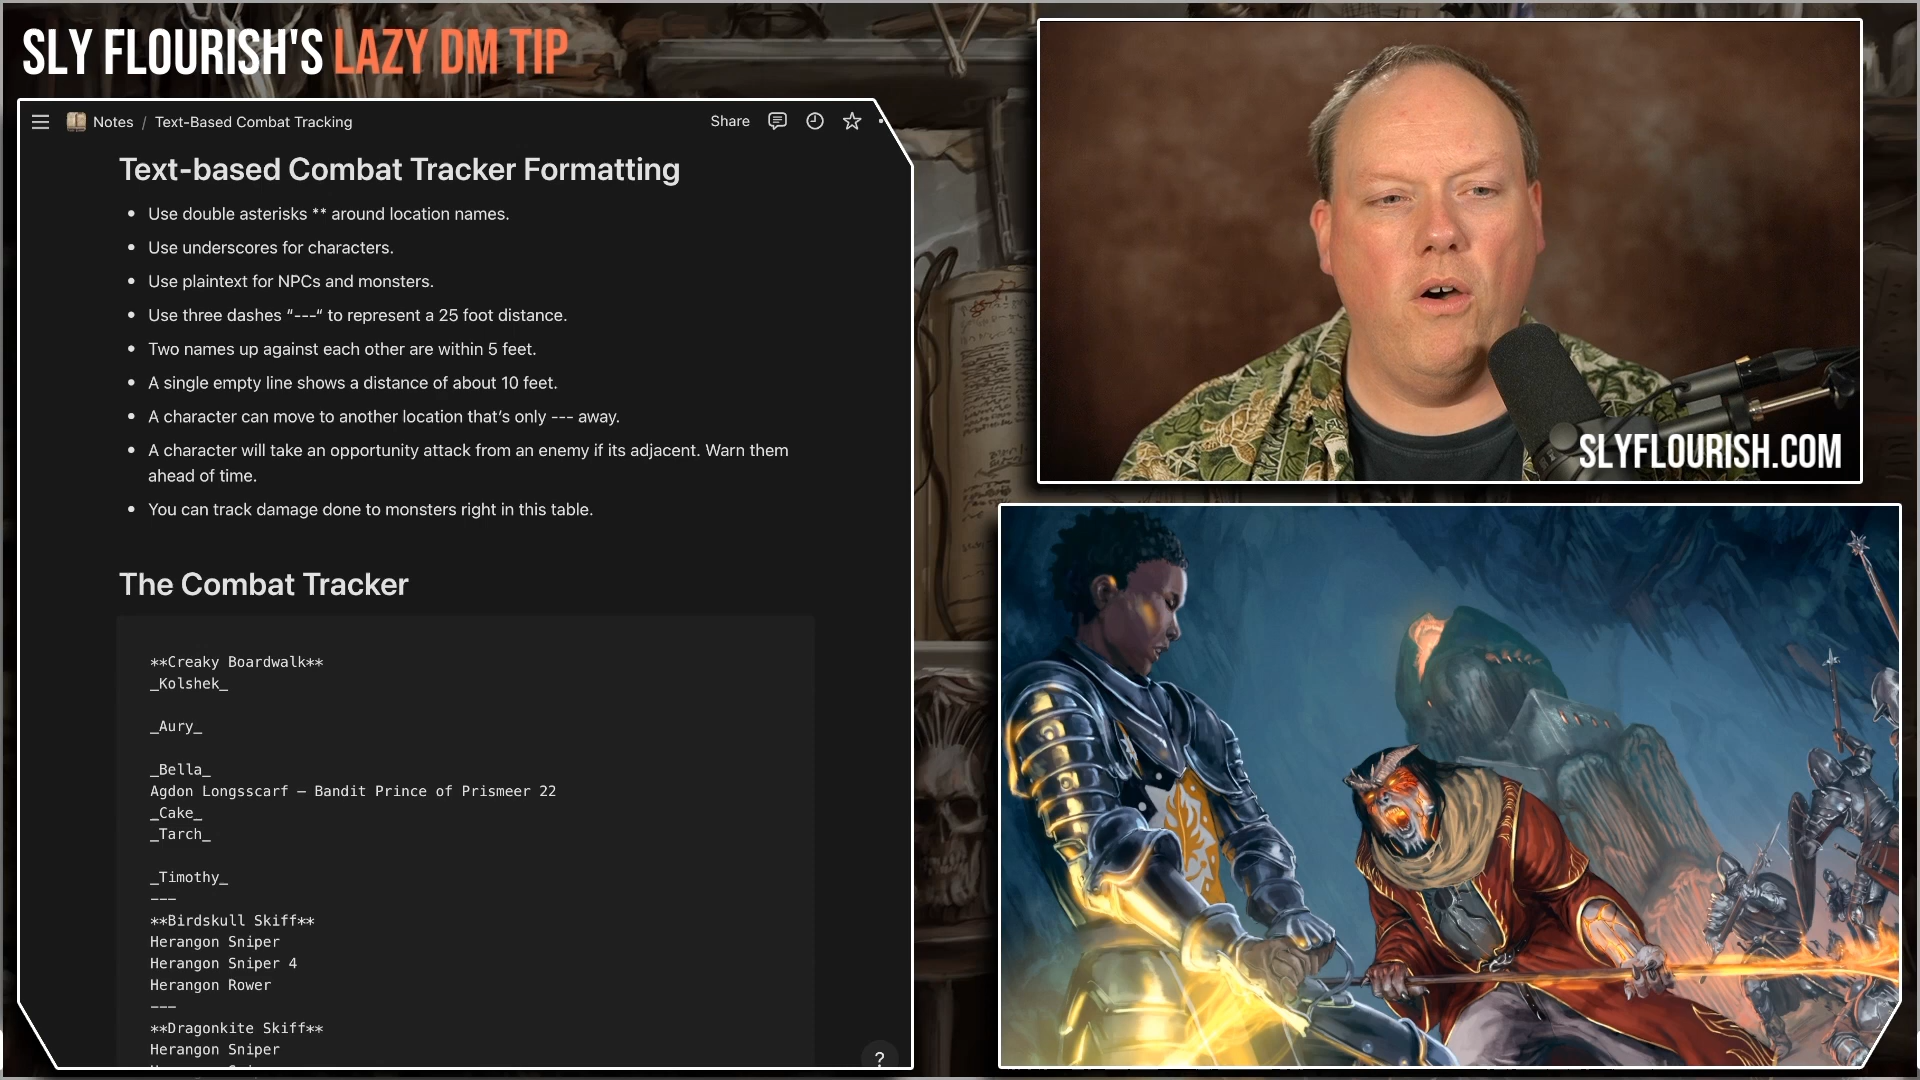 SLY FLOURISH'S LAZY DM TIP
Notes / Text-Based Combat Tracking
Share
Text-based Combat Tracker Formatting
• Use double asterisks ** around location names.
• Use underscores for characters.
• Use plaintext for NPCs and monsters.
• Use three dashes “---“ to represent a 25 foot distance.
• Two names up against each other are within 5 feet.
• A single empty line shows a distance of about 10 feet.
• A character can move to another location that’s only --- away.
• A character will take an opportunity attack from an enemy if its adjacent. Warn them
ahead of time.
• You can track damage done to monsters right in this table.
The Combat Tracker
**Creaky Boardwalk**
_Kolshek_
_Aury_
_Bella_
Agdon Longsscarf — Bandit Prince of Prismeer 22
_Cake_
_Tarch_
_Timothy_
---
**Birdskull Skiff**
Herangon Sniper
Herangon Sniper 4
Herangon Rower
---
**Dragonkite Skiff**
Herangon Sniper
?
SLYFLOURISH.COM